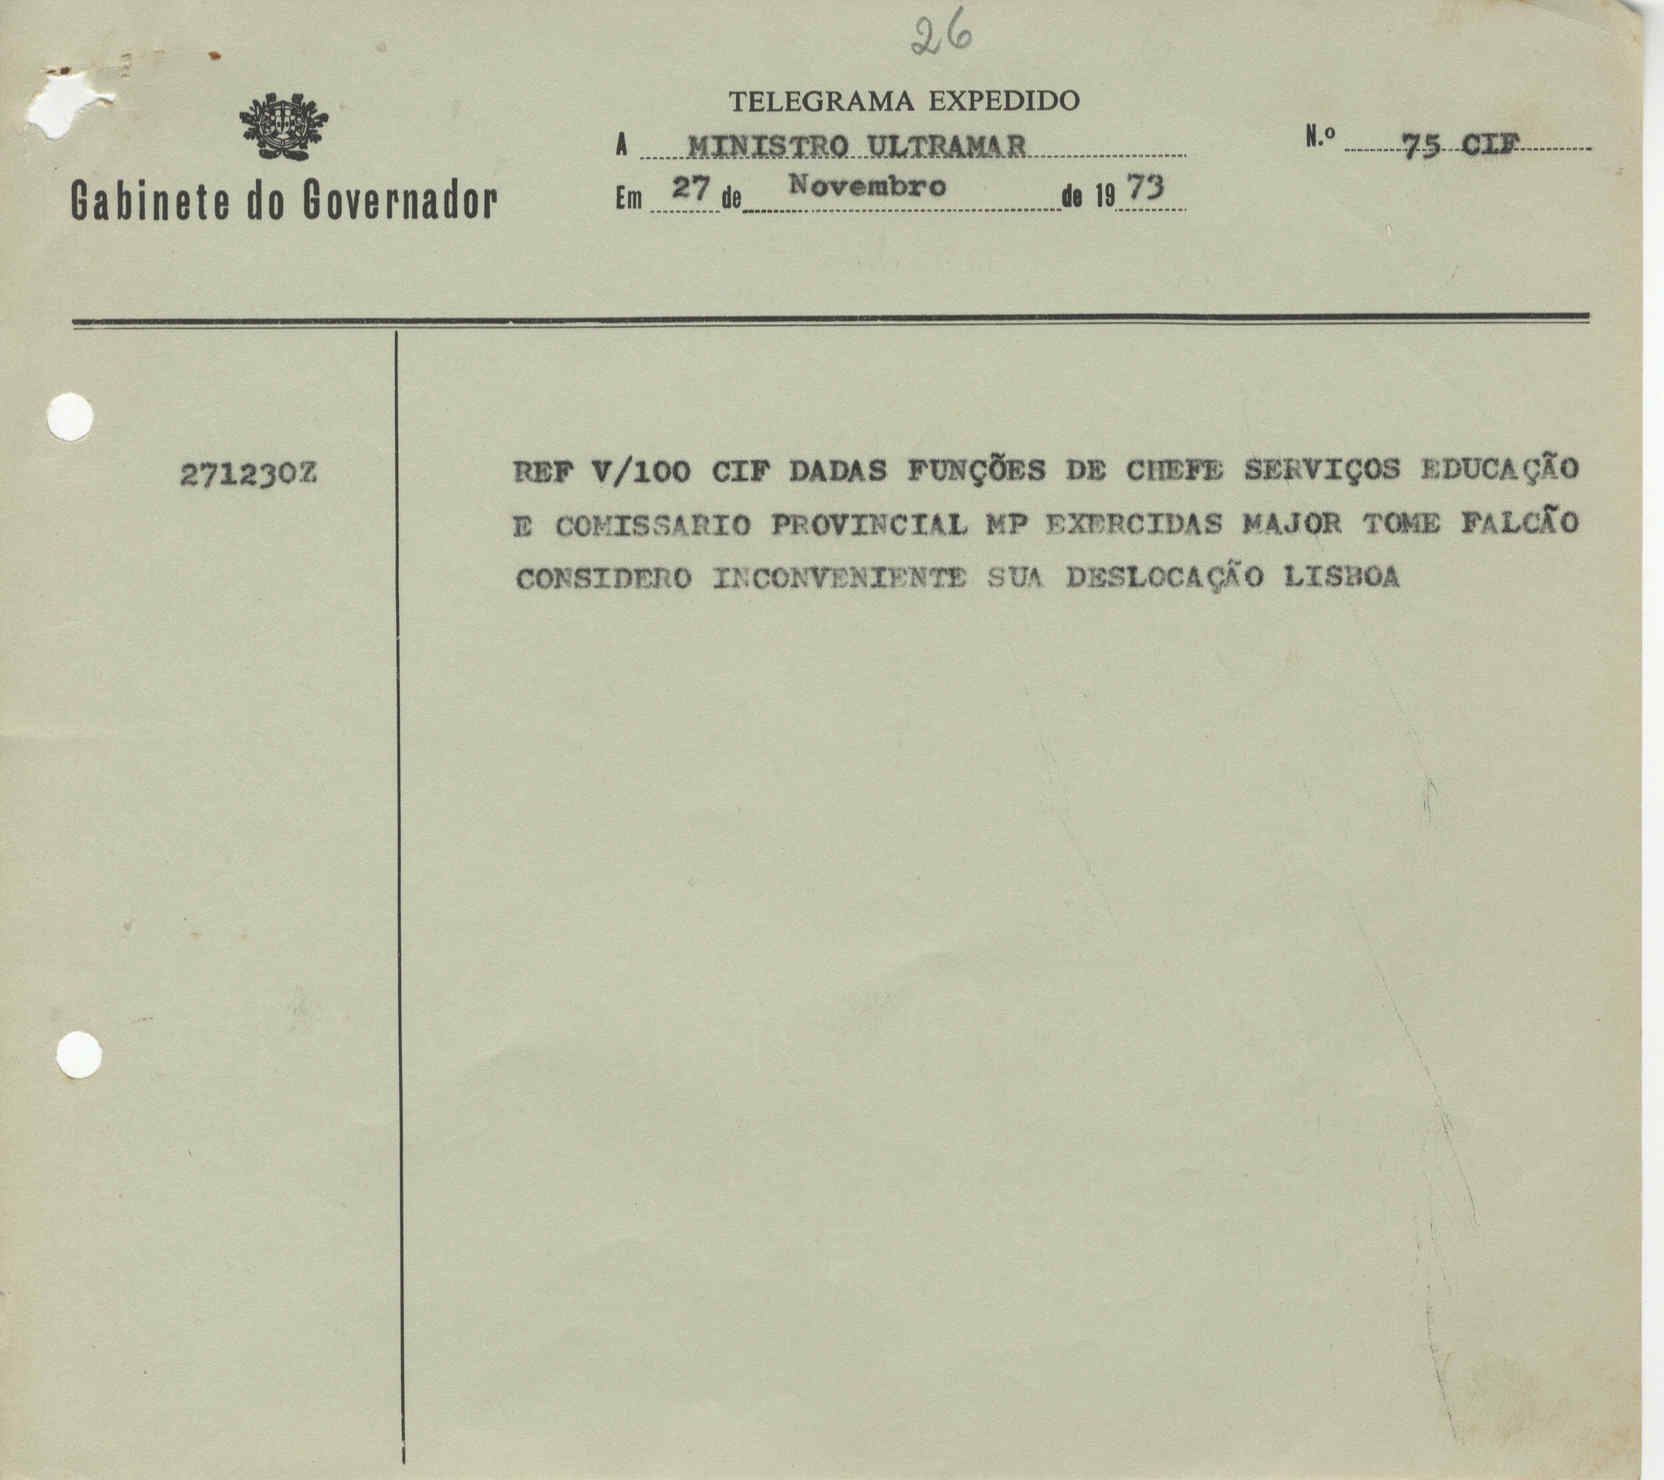 26
TELEGRAMA EXPEDIDO
A MINISTRO ULTRAMAR
N.º 75 CIF
Em 27 de Novembro de 1973
Gabinete do Governador
271230Z
REF V/100 CIF DADAS FUNÇÕES DE CHEFE SERVIÇOS EDUCAÇÃO
E COMISSARIO PROVINCIAL MP EXERCIDAS MAJOR TOME FALCÃO
CONSIDERO INCONVENIENTE SUA DESLOCAÇÃO LISBOA